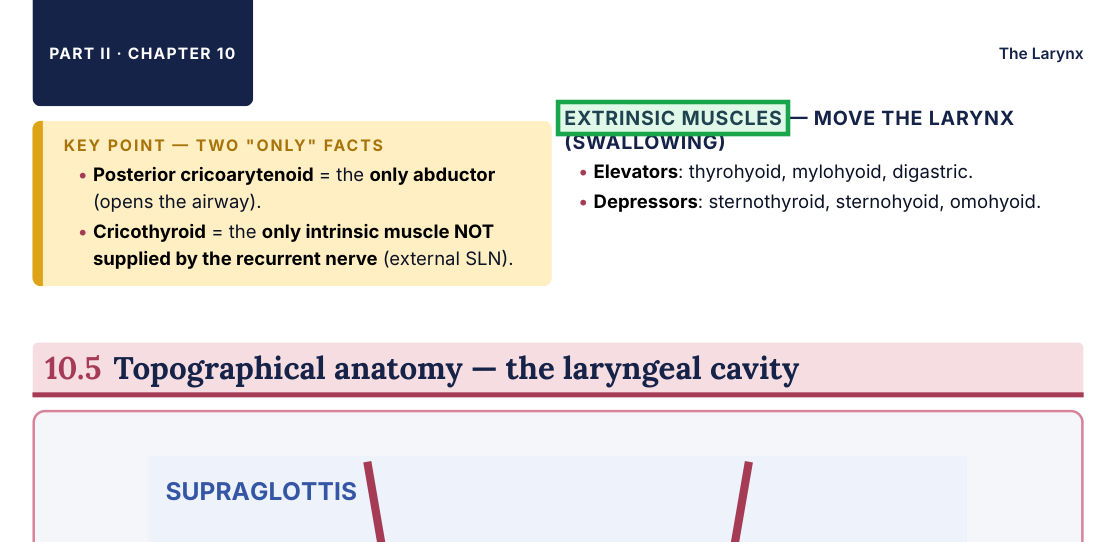 PART II · CHAPTER 10
The Larynx
KEY POINT — TWO "ONLY" FACTS
• Posterior cricoarytenoid = the only abductor
(opens the airway).
• Cricothyroid = the only intrinsic muscle NOT
supplied by the recurrent nerve (external SLN).
EXTRINSIC MUSCLES — MOVE THE LARYNX
(SWALLOWING)
• Elevators: thyrohyoid, mylohyoid, digastric.
• Depressors: sternothyroid, sternohyoid, omohyoid.
10.5 Topographical anatomy — the laryngeal cavity
SUPRAGLOTTIS